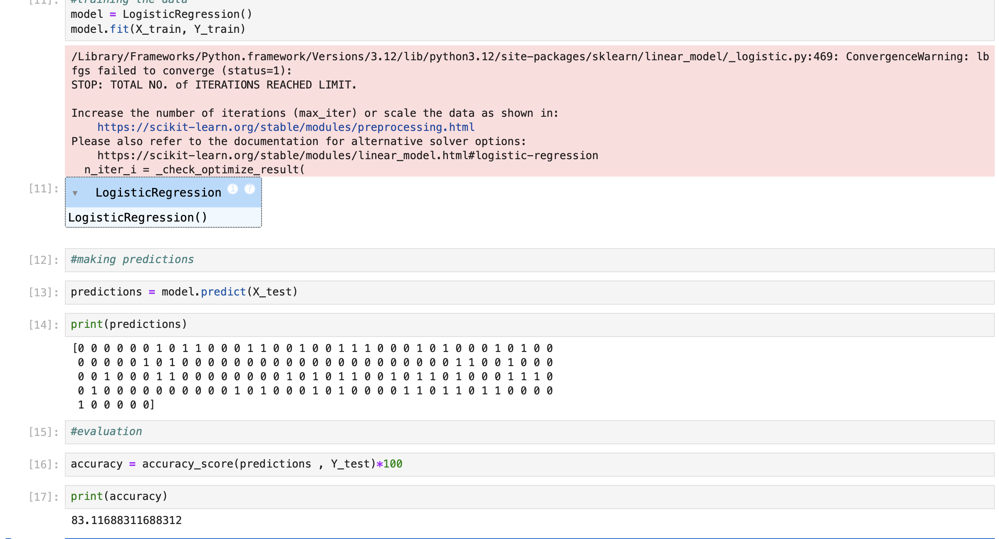 [11]: #training the data
model = LogisticRegression()
model.fit(X_train, Y_train)
/Library/Frameworks/Python.framework/Versions/3.12/lib/python3.12/site-packages/sklearn/linear_model/_logistic.py:469: ConvergenceWarning: lb
fgs failed to converge (status=1):
STOP: TOTAL NO. of ITERATIONS REACHED LIMIT.

Increase the number of iterations (max_iter) or scale the data as shown in:
    https://scikit-learn.org/stable/modules/preprocessing.html
Please also refer to the documentation for alternative solver options:
    https://scikit-learn.org/stable/modules/linear_model.html#logistic-regression
  n_iter_i = _check_optimize_result(
[11]: ▾ LogisticRegression i ?
LogisticRegression()
[12]: #making predictions
[13]: predictions = model.predict(X_test)
[14]: print(predictions)
[0 0 0 0 0 0 1 0 1 1 0 0 0 1 1 0 0 1 0 0 1 1 1 0 0 0 1 0 1 0 0 0 1 0 1 0 0
 0 0 0 0 0 1 0 1 0 0 0 0 0 0 0 0 0 0 0 0 0 0 0 0 0 0 0 0 0 1 1 0 0 1 0 0 0
 0 0 1 0 0 0 1 1 0 0 0 0 0 0 0 0 1 0 1 0 1 1 0 0 1 0 1 1 0 1 0 0 0 1 1 1 0
 0 1 0 0 0 0 0 0 0 0 0 0 1 0 1 0 0 0 1 0 1 0 0 0 0 1 1 0 1 1 0 1 1 0 0 0 0
 1 0 0 0 0 0]
[15]: #evaluation
[16]: accuracy = accuracy_score(predictions , Y_test)*100
[17]: print(accuracy)
83.11688311688312